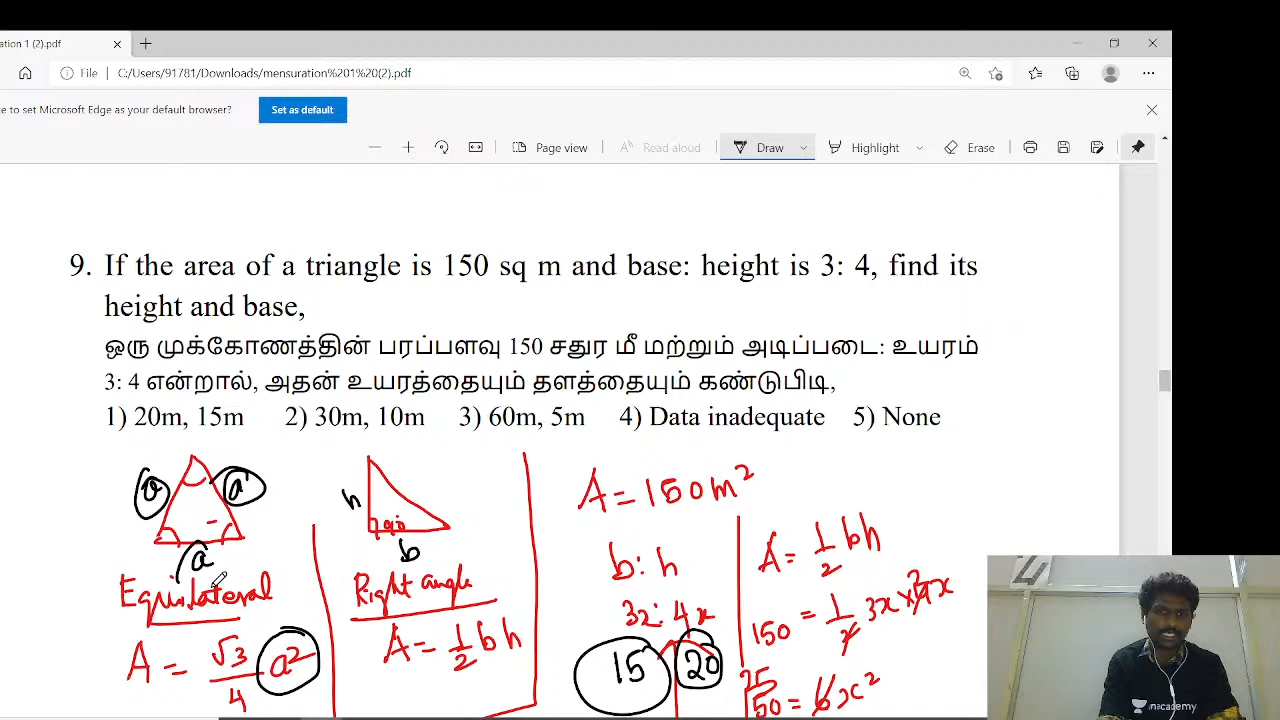 ation 1 (2).pdf
File C:/Users/91781/Downloads/mensuration%201%20(2).pdf
e to set Microsoft Edge as your default browser? Set as default
Page view Read aloud Draw Highlight Erase
9. If the area of a triangle is 150 sq m and base: height is 3: 4, find its
height and base,
ஒரு முக்கோணத்தின் பரப்பளவு 150 சதுர மீ மற்றும் அடிப்படை: உயரம்
3: 4 என்றால், அதன் உயரத்தையும் தளத்தையும் கண்டுபிடி,
1) 20m, 15m 2) 30m, 10m 3) 60m, 5m 4) Data inadequate 5) None
a a
a
Equilateral
A = √3/4 a²
h
90°
b
Right angle
A = 1/2 b h
A = 150 m²
b : h
3x : 4x
15 20
A = 1/2 bh
150 = 1/2 3x × 4x 2
25
150 = 6x²
unacademy